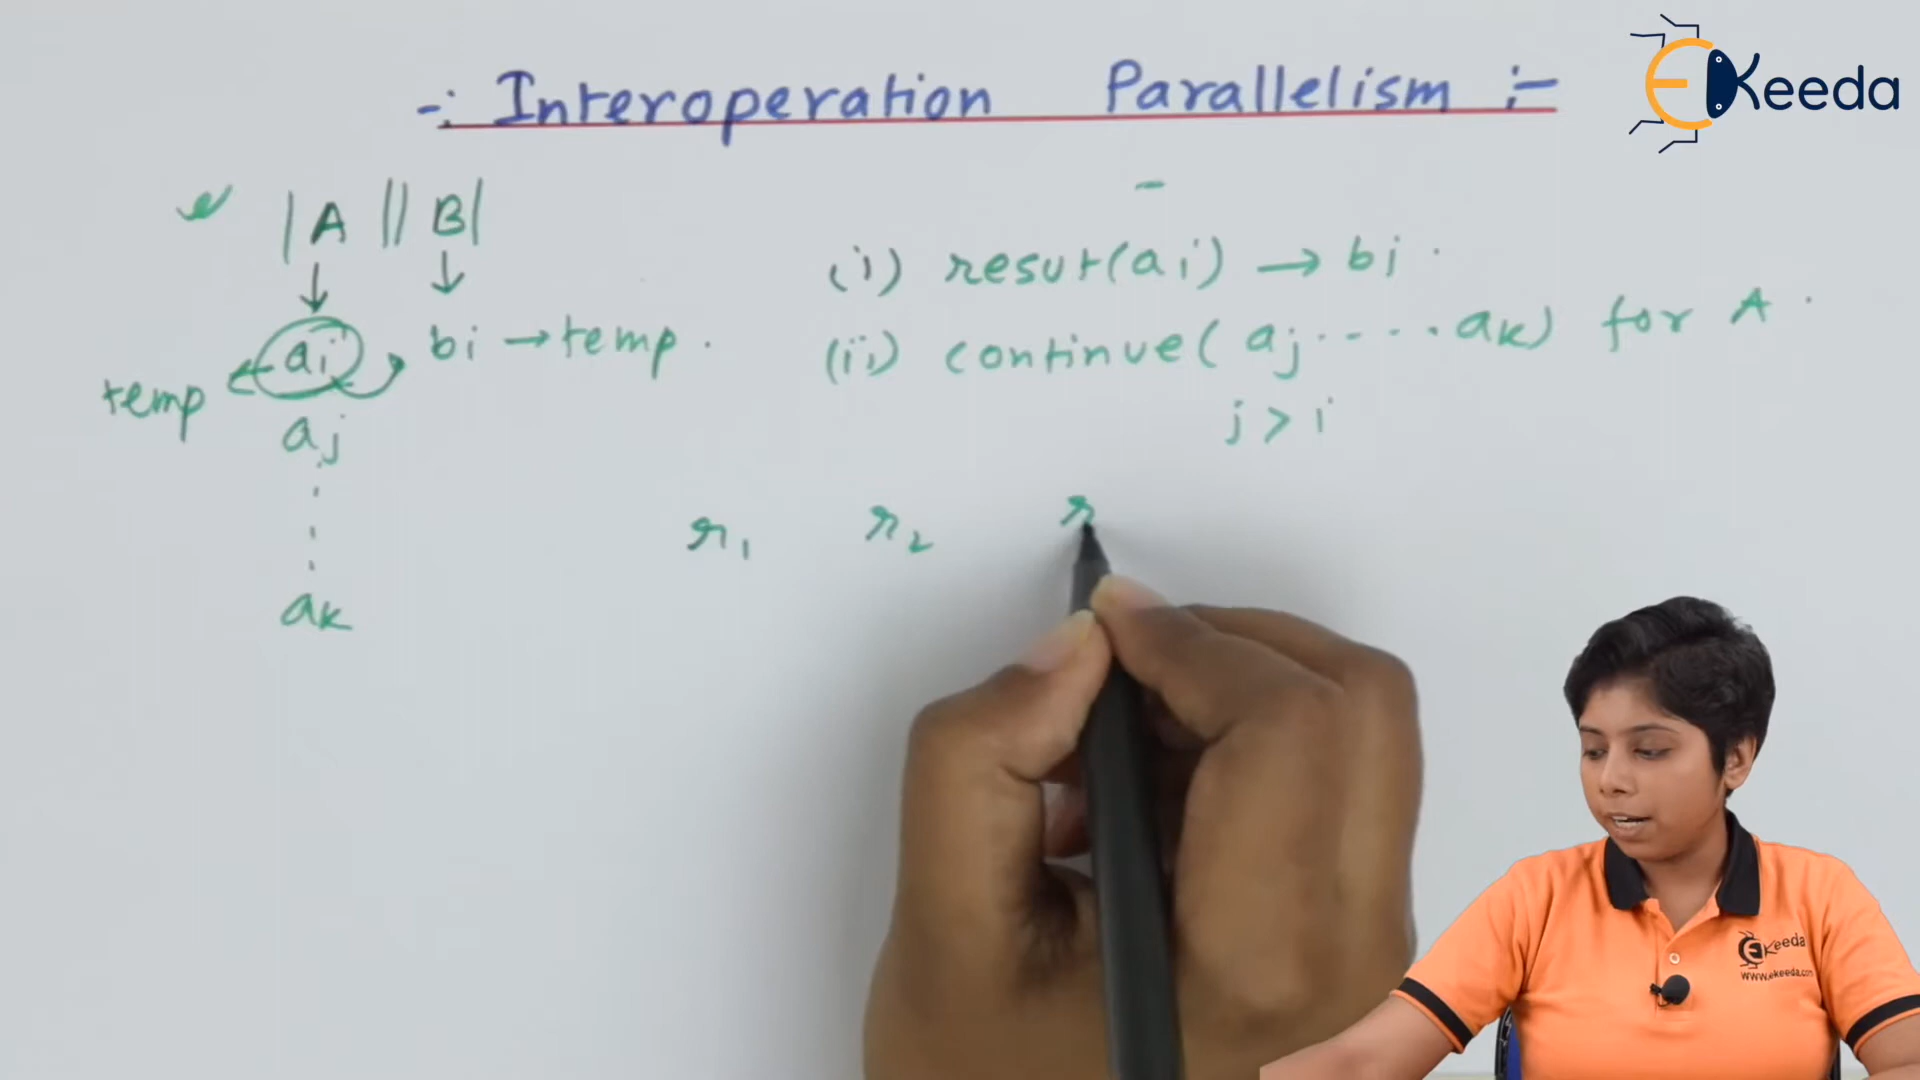 -: Interoperation Parallelism :-
EKeeda
|A || B|
ai bi → temp .
temp
aj
ak
(i) resut(ai) → bi .
(ii) continue( aj ..... ak) for A .
j > i
r1 r2 r
EKeeda
www.ekeeda.com